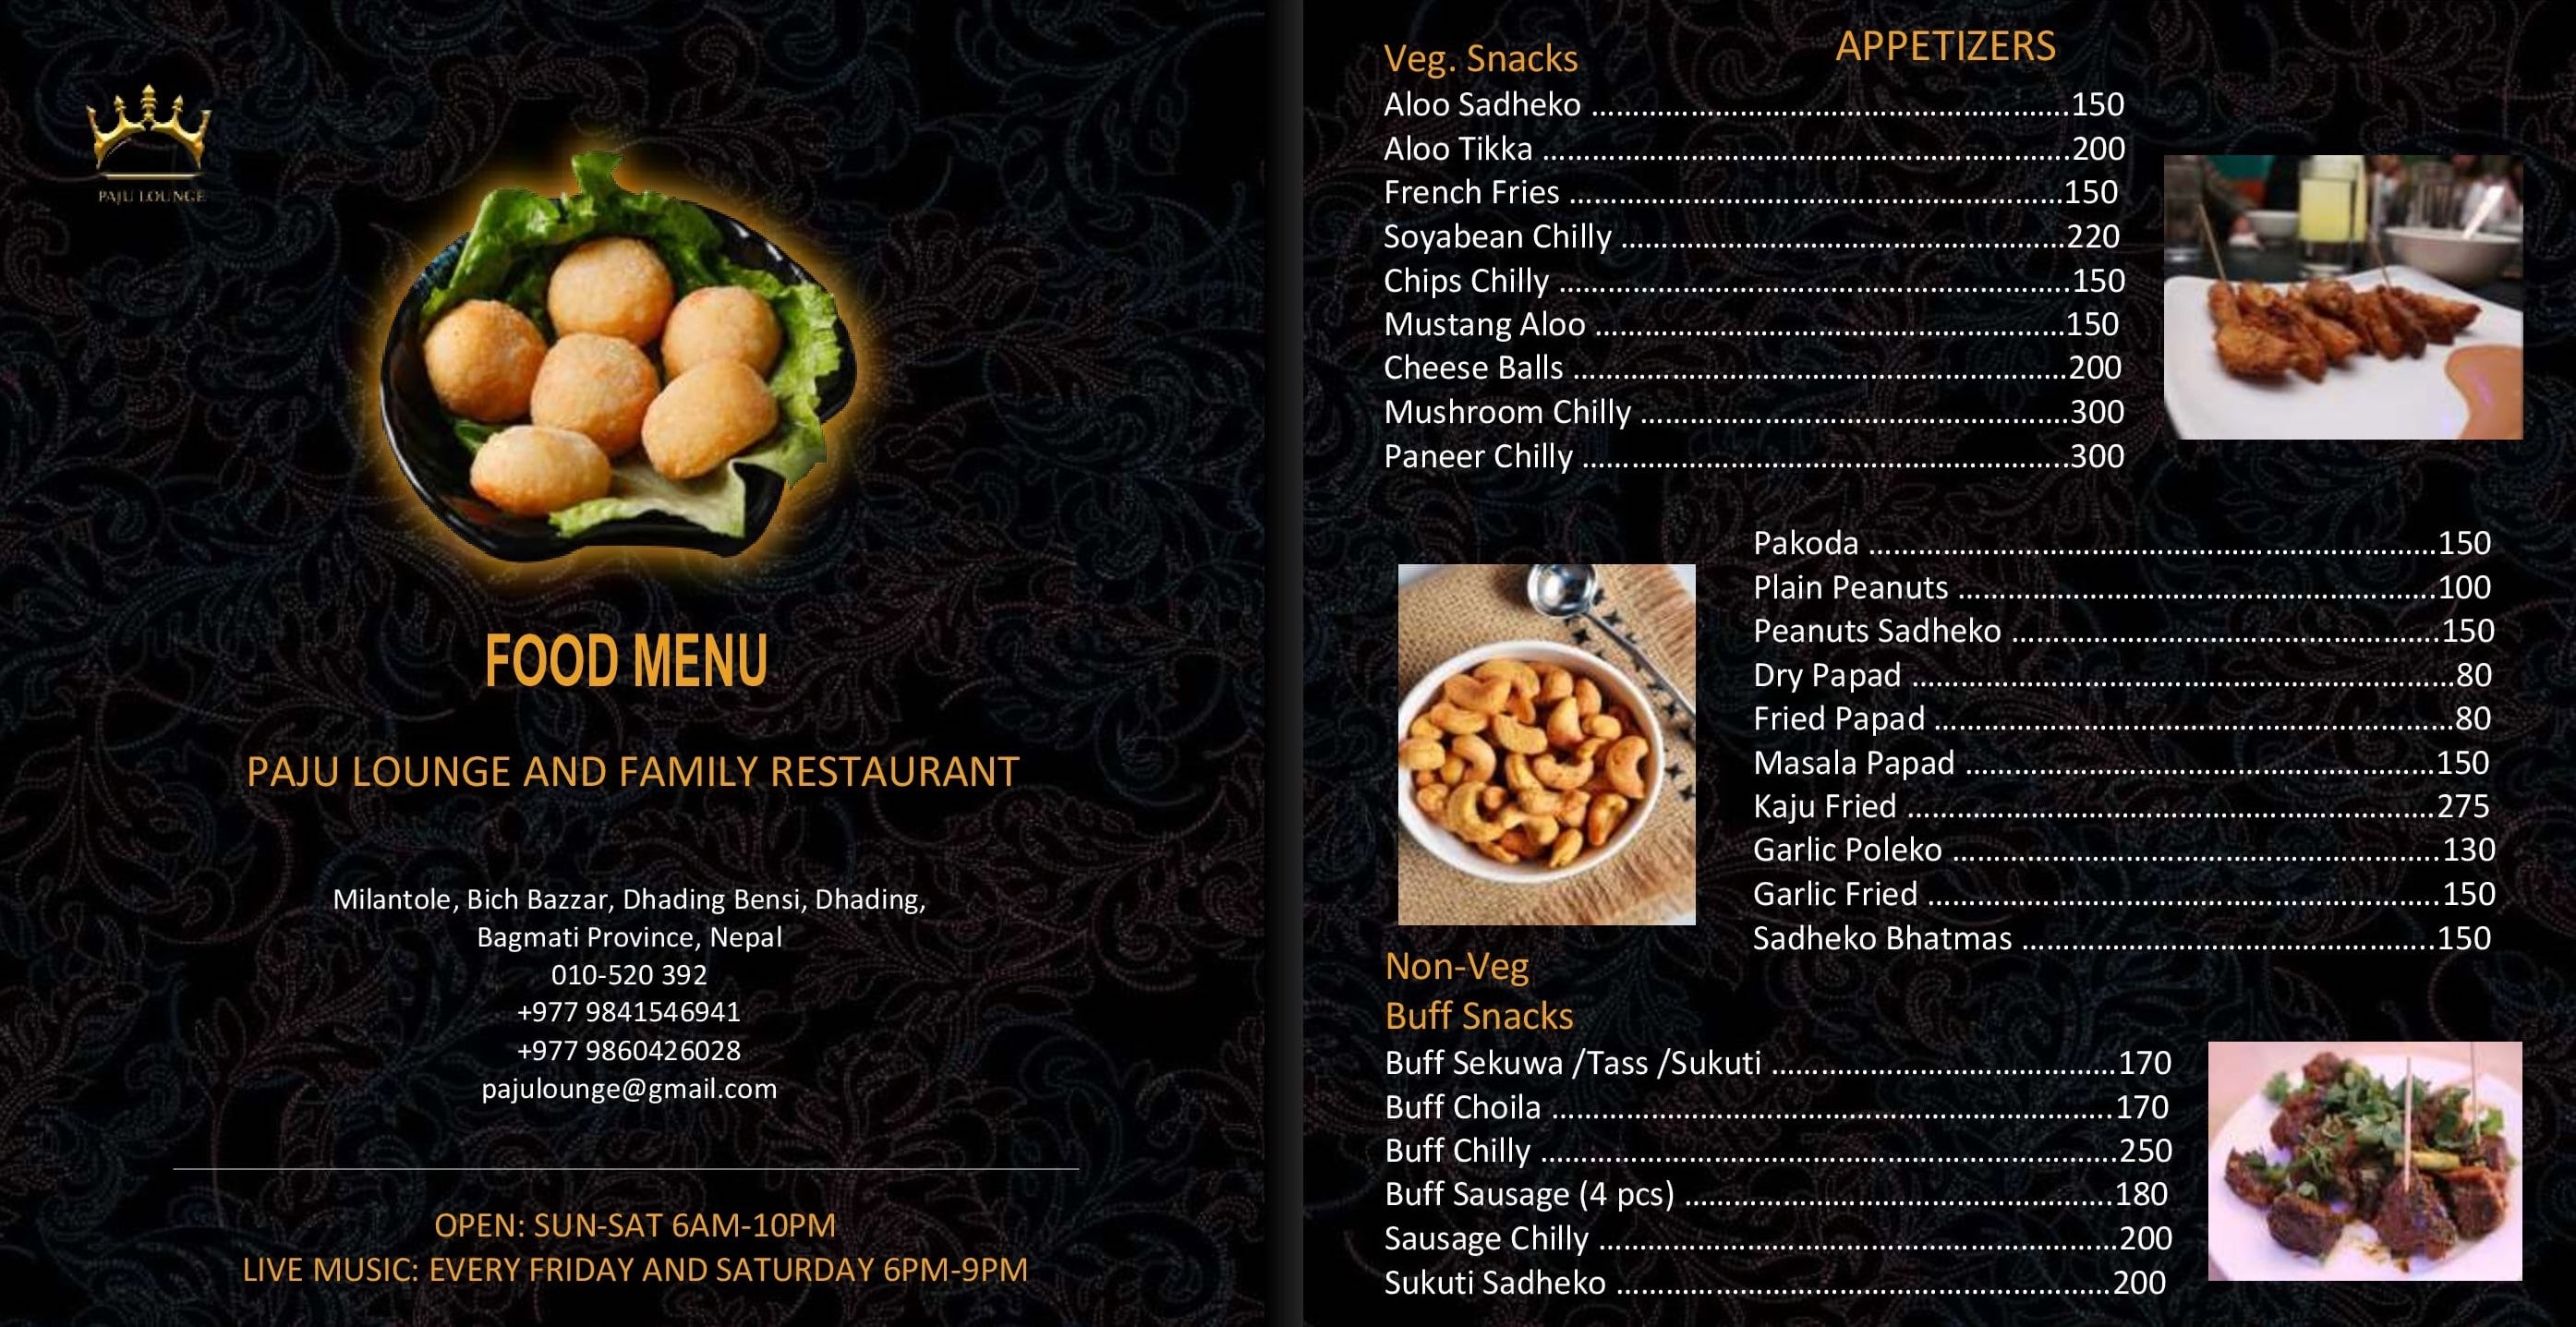 PAJU LOUNGE
FOOD MENU
PAJU LOUNGE AND FAMILY RESTAURANT
Milantole, Bich Bazzar, Dhading Bensi, Dhading,
Bagmati Province, Nepal
010-520 392
+977 9841546941
+977 9860426028
pajulounge@gmail.com
OPEN: SUN-SAT 6AM-10PM
LIVE MUSIC: EVERY FRIDAY AND SATURDAY 6PM-9PM
APPETIZERS
Veg. Snacks
Aloo Sadheko ........................................................150
Aloo Tikka ........................................................200
French Fries ........................................................150
Soyabean Chilly ........................................................220
Chips Chilly ........................................................150
Mustang Aloo ........................................................150
Cheese Balls ........................................................200
Mushroom Chilly ........................................................300
Paneer Chilly ........................................................300
Pakoda ........................................................150
Plain Peanuts ........................................................100
Peanuts Sadheko ........................................................150
Dry Papad ........................................................80
Fried Papad ........................................................80
Masala Papad ........................................................150
Kaju Fried ........................................................275
Garlic Poleko ........................................................130
Garlic Fried ........................................................150
Sadheko Bhatmas ........................................................150
Non-Veg
Buff Snacks
Buff Sekuwa /Tass /Sukuti ........................................170
Buff Choila ........................................................170
Buff Chilly ........................................................250
Buff Sausage (4 pcs) ................................................180
Sausage Chilly ........................................................200
Sukuti Sadheko ........................................................200